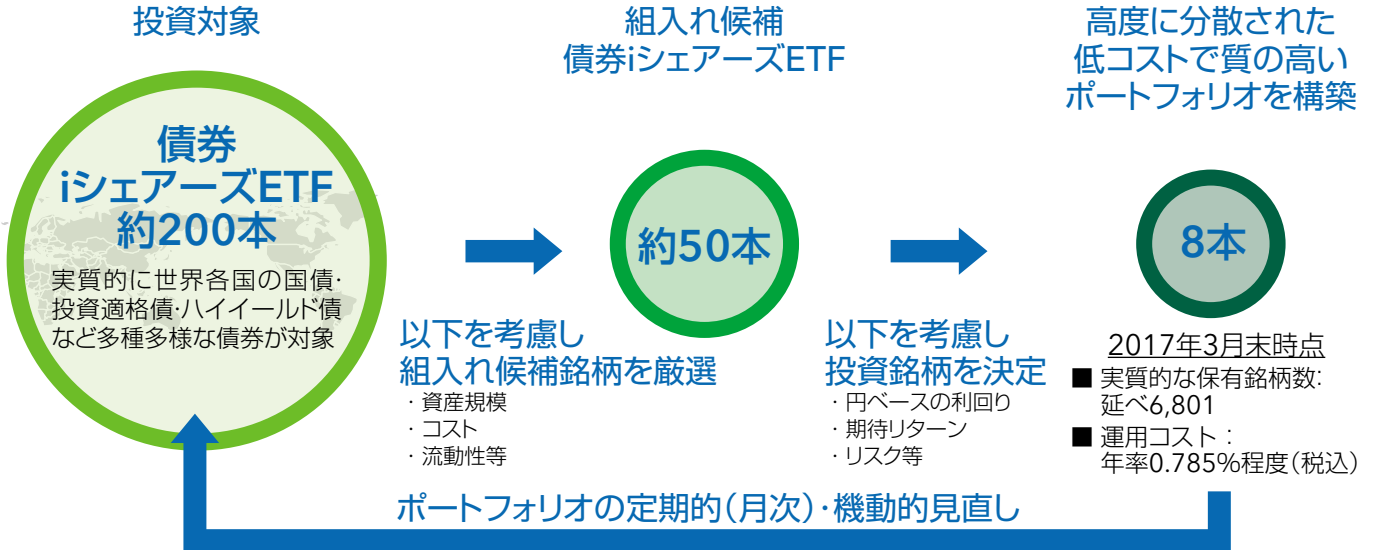 投資対象
債券
iシェアーズETF
約200本
実質的に世界各国の国債・
投資適格債・ハイイールド債
など多種多様な債券が対象
以下を考慮し
組入れ候補銘柄を厳選
・資産規模
・コスト
・流動性等
組入れ候補
債券iシェアーズETF
約50本
以下を考慮し
投資銘柄を決定
・円ベースの利回り
・期待リターン
・リスク等
高度に分散された
低コストで質の高い
ポートフォリオを構築
8本
2017年3月末時点
■ 実質的な保有銘柄数:
延べ6,801
■ 運用コスト:
年率0.785%程度(税込)
ポートフォリオの定期的(月次)・機動的見直し